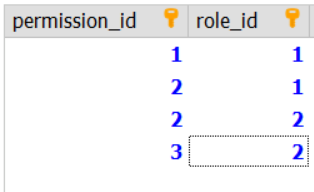 permission_id role_id
1 1
2 1
2 2
3 2